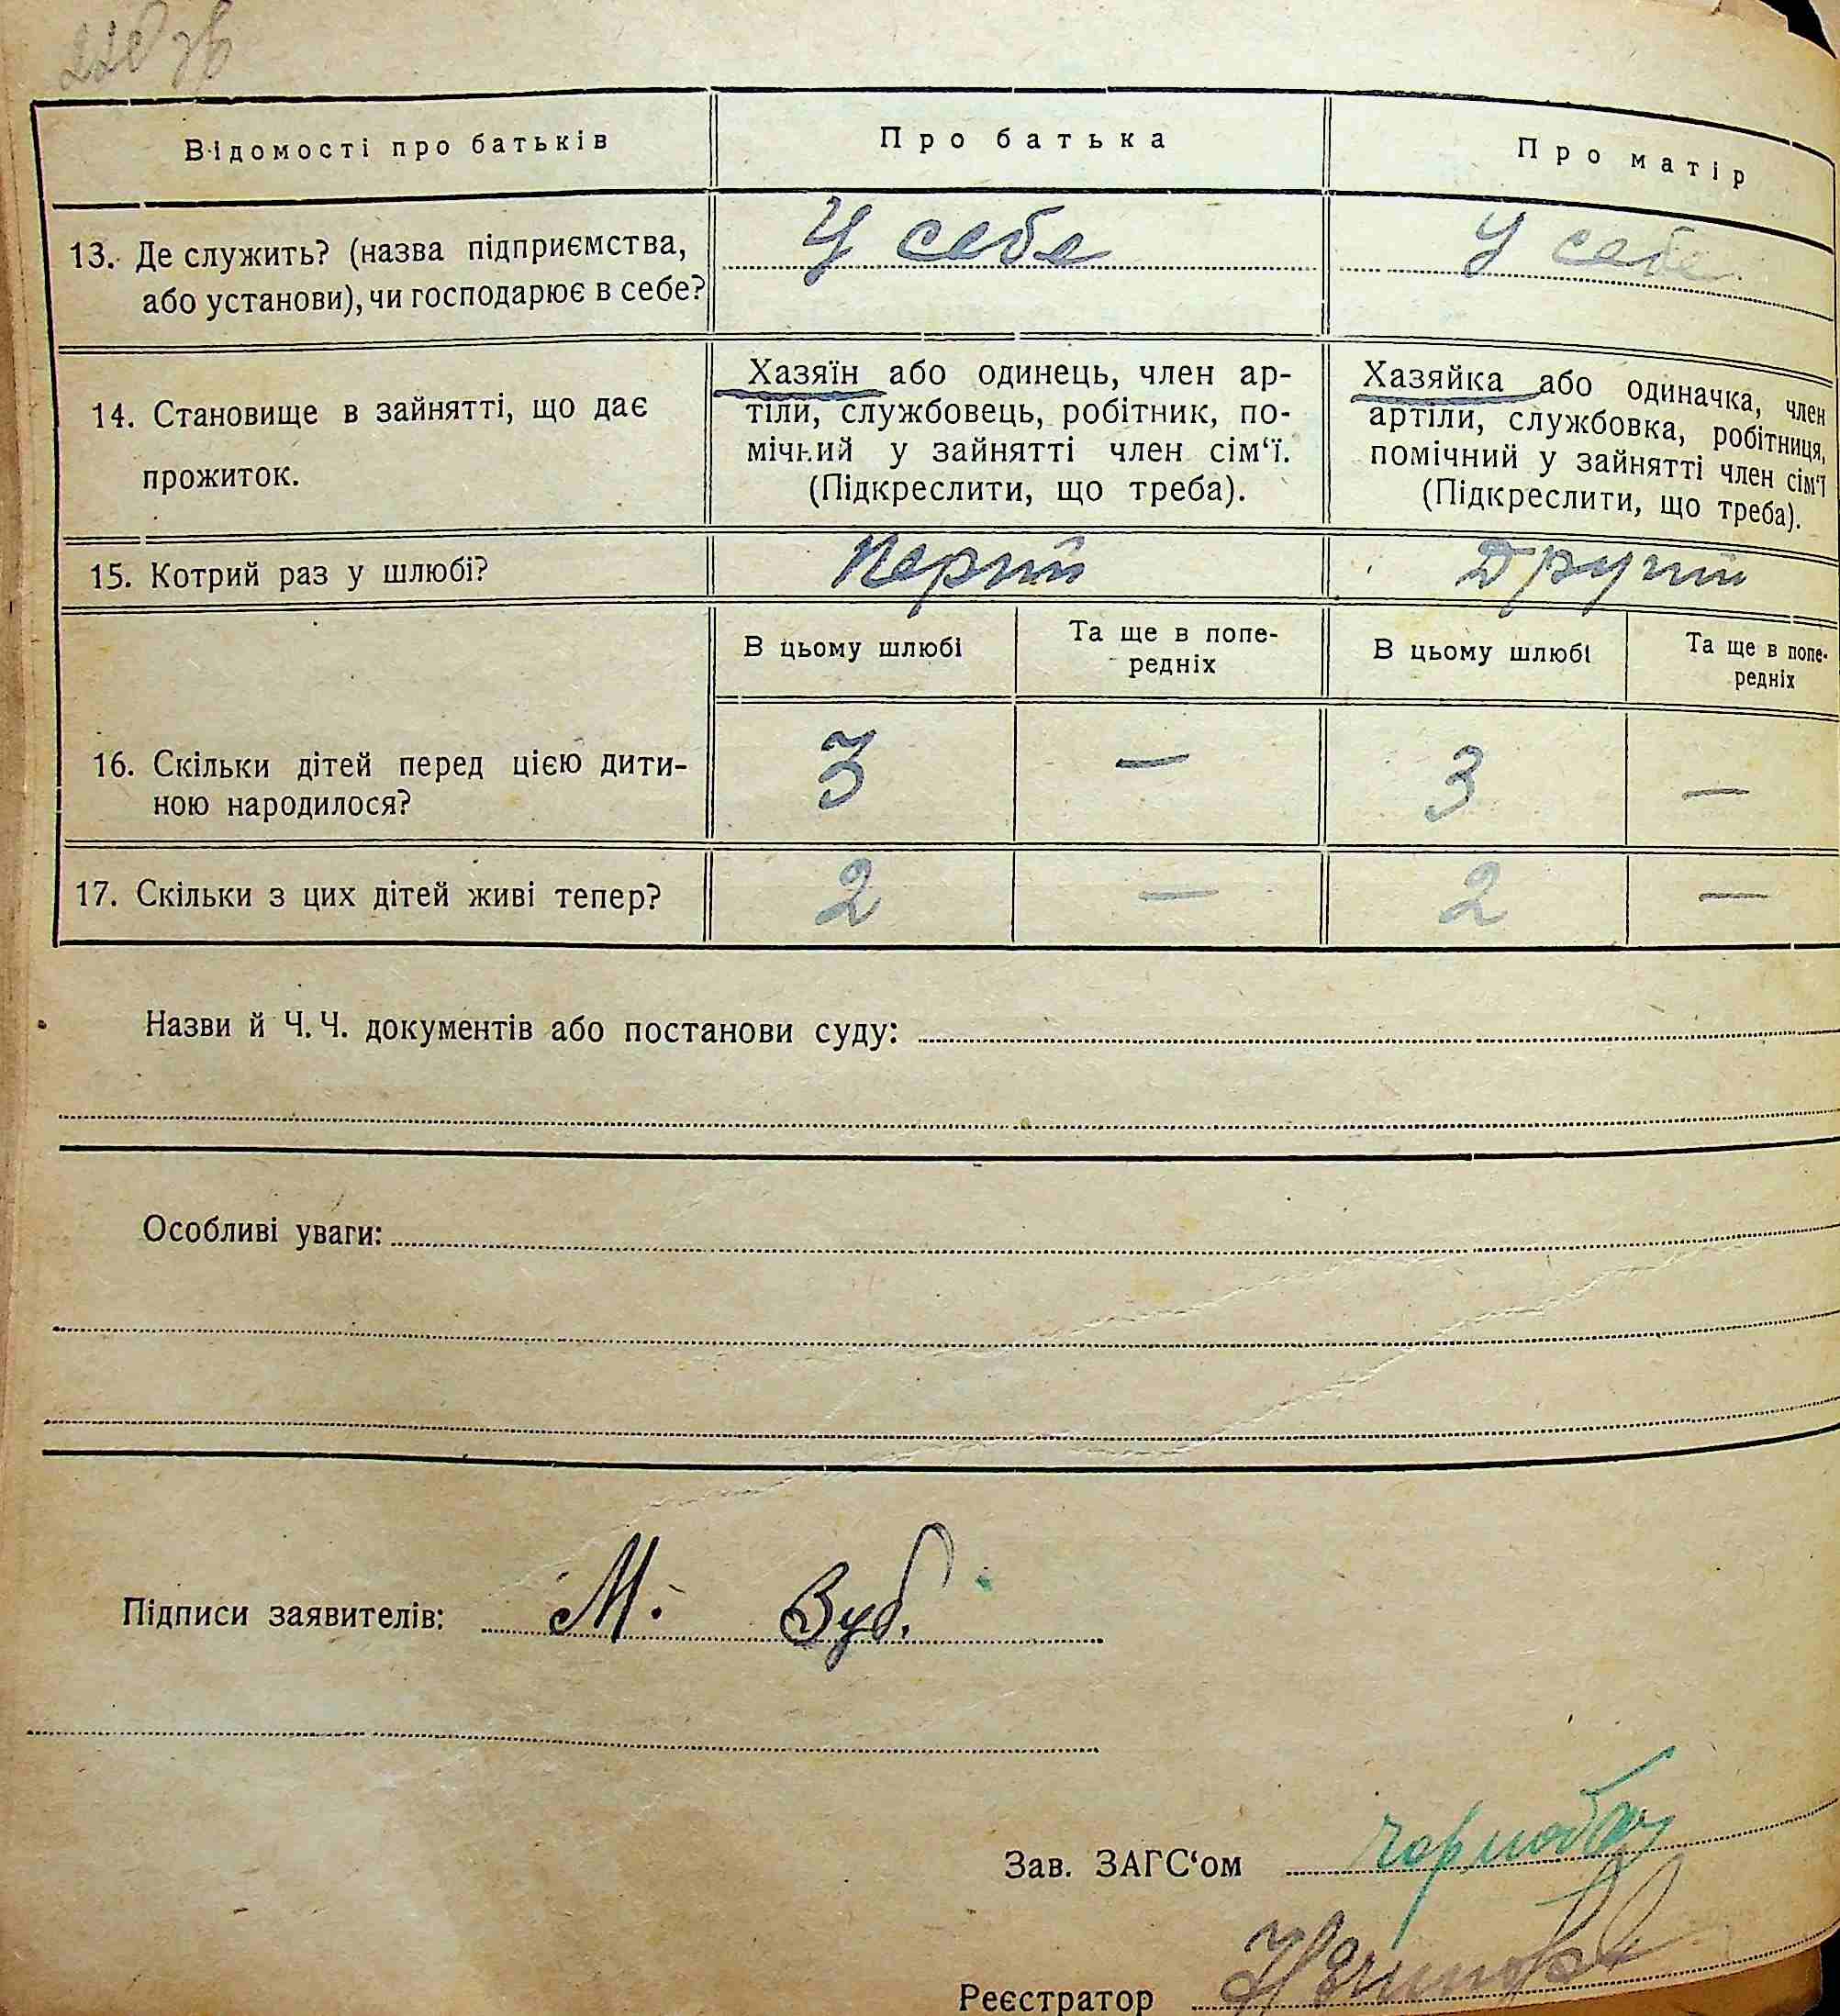 220 зв
Відомості про батьків
Про батька
Про матір
13. Де служить? (назва підприємства,
або установи), чи господарює в себе?
У себе
У себе
14. Становище в зайнятті, що дає
прожиток.
Хазяїн або одинець, член ар-
тіли, службовець, робітник, по-
мічний у зайнятті член сім‘ї.
(Підкреслити, що треба).
Хазяйка або одиначка, член
артіли, службовка, робітниця,
помічний у зайнятті член сім‘ї
(Підкреслити, що треба).
15. Котрий раз у шлюбі?
Перший
Другий
В цьому шлюбі
Та ще в попе-
редніх
В цьому шлюбі
Та ще в попе-
редніх
16. Скільки дітей перед цією дити-
ною народилося?
3
—
3
—
17. Скільки з цих дітей живі тепер?
2
—
2
—
Назви й Ч. Ч. документів або постанови суду:
Особливі уваги:
Підписи заявителів: М. Зуб.
Зав. ЗАГС‘ом
Реєстратор